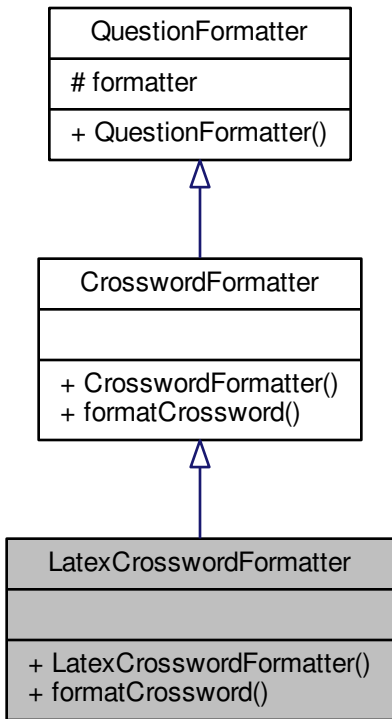 QuestionFormatter
# formatter
+ QuestionFormatter()
CrosswordFormatter
+ CrosswordFormatter()
+ formatCrossword()
LatexCrosswordFormatter
+ LatexCrosswordFormatter()
+ formatCrossword()